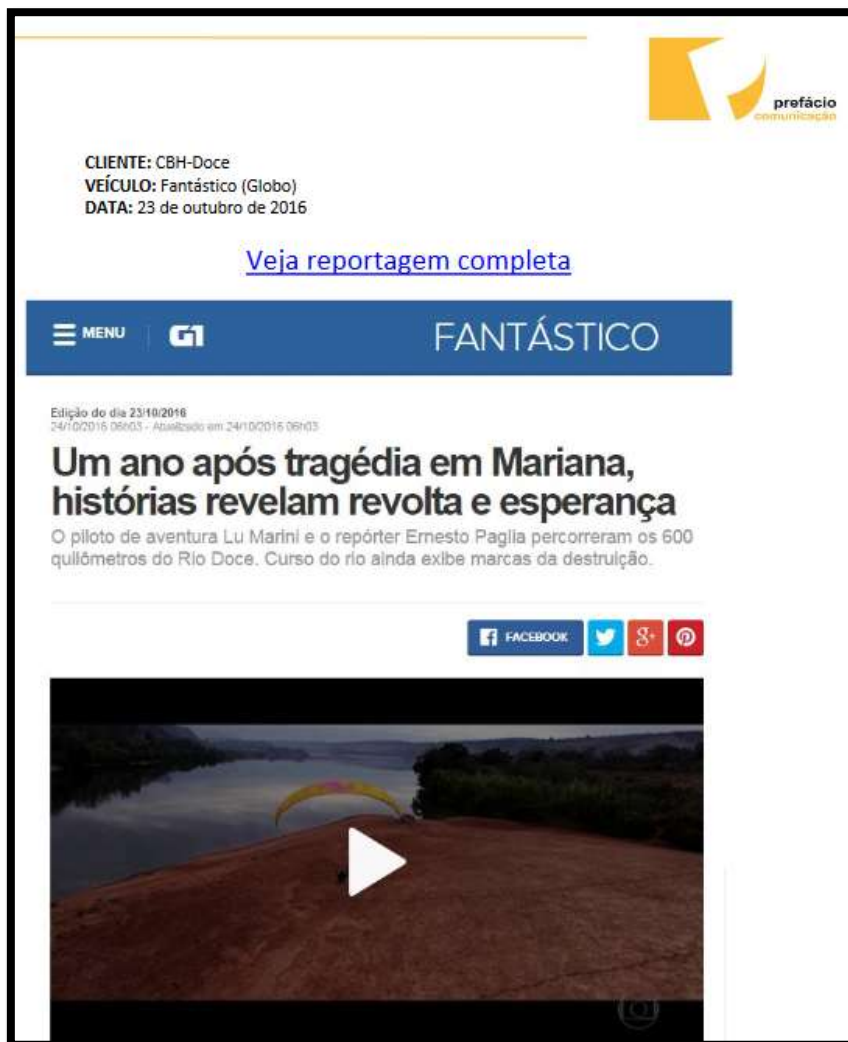 prefácio
comunicação
CLIENTE: CBH-Doce
VEÍCULO: Fantástico (Globo)
DATA: 23 de outubro de 2016
Veja reportagem completa
MENU G1 FANTÁSTICO
Edição do dia 23/10/2016
24/10/2016 06h03 - Atualizado em 24/10/2016 06h03
Um ano após tragédia em Mariana,
histórias revelam revolta e esperança
O piloto de aventura Lu Marini e o repórter Ernesto Paglia percorreram os 600
quilômetros do Rio Doce. Curso do rio ainda exibe marcas da destruição.
FACEBOOK g+